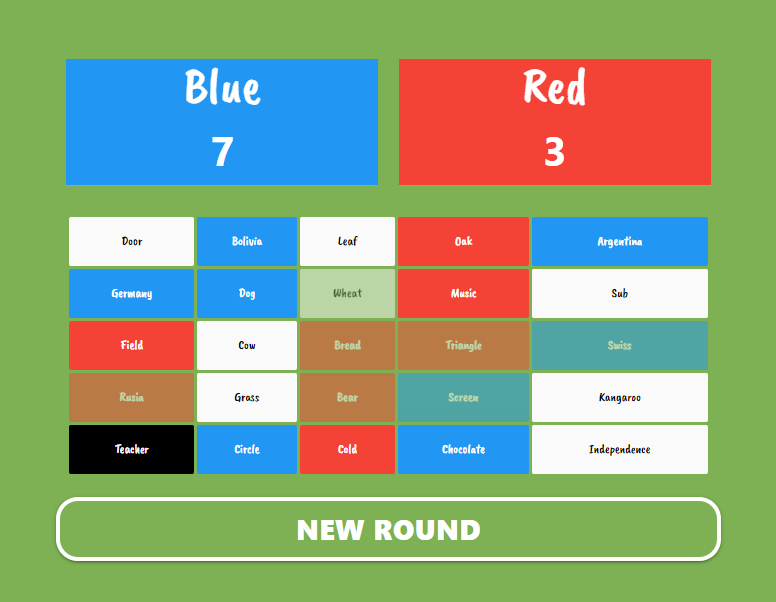 Blue
Red
7
3
Door Bolivia Leaf Oak Argentina
Germany Dog Wheat Music Sub
Field Cow Bread Triangle Swiss
Rusia Grass Bear Screen Kangaroo
Teacher Circle Cold Chocolate Independence
NEW ROUND